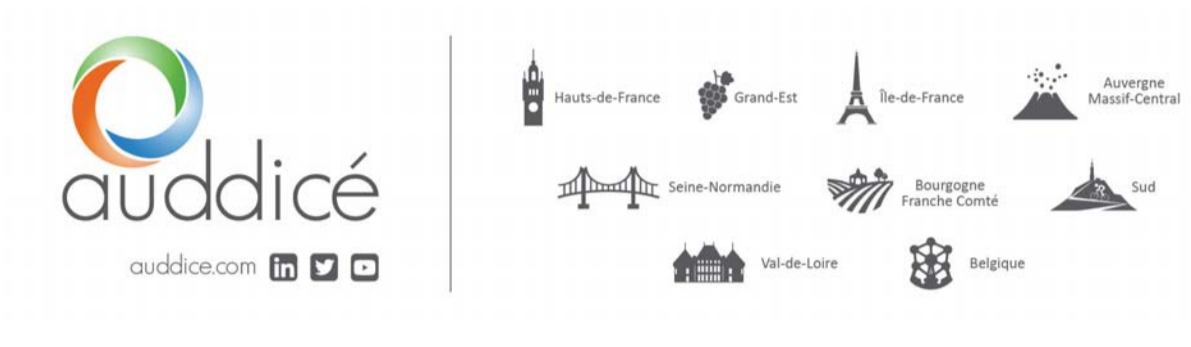 auddicé
auddice.com
Hauts-de-France
Grand-Est
Île-de-France
Auvergne
Massif-Central
Seine-Normandie
Bourgogne
Franche Comté
Sud
Val-de-Loire
Belgique